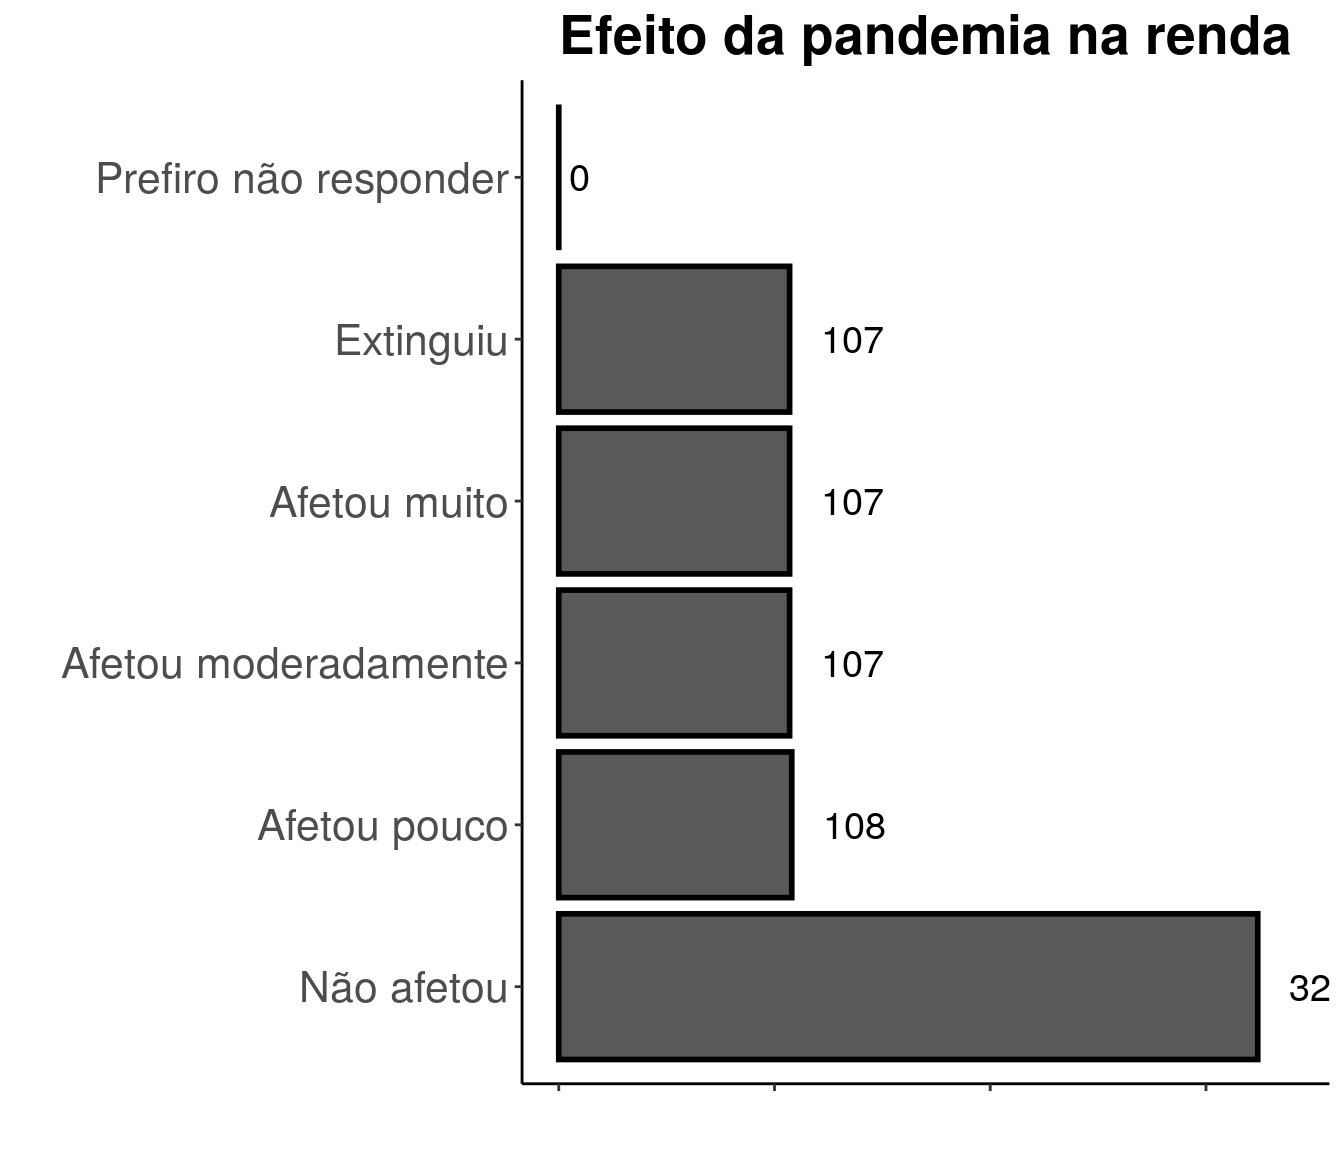 Efeito da pandemia na renda
Prefiro não responder 0
Extinguiu 107
Afetou muito 107
Afetou moderadamente 107
Afetou pouco 108
Não afetou 32